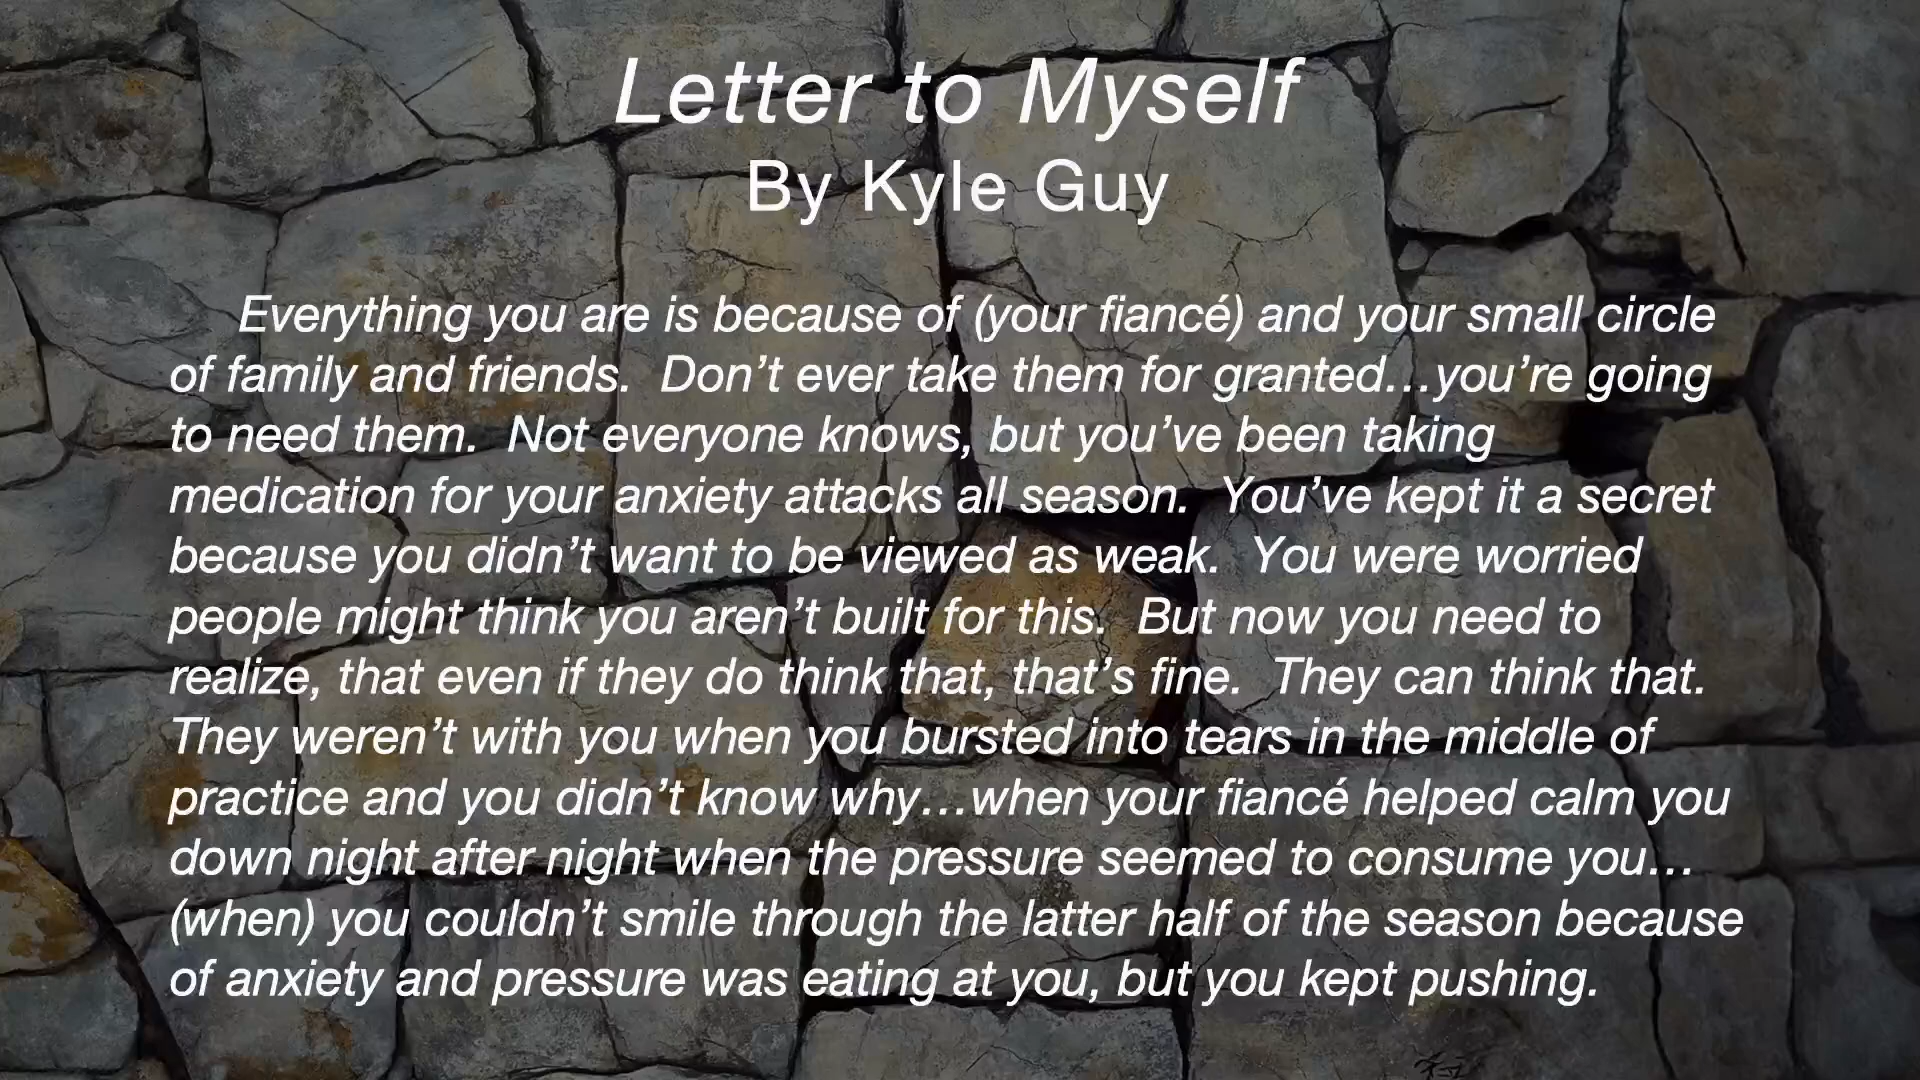 Letter to Myself
By Kyle Guy
Everything you are is because of (your fiancé) and your small circle
of family and friends.  Don’t ever take them for granted…you’re going
to need them.  Not everyone knows, but you’ve been taking
medication for your anxiety attacks all season.  You’ve kept it a secret
because you didn’t want to be viewed as weak.  You were worried
people might think you aren’t built for this.  But now you need to
realize, that even if they do think that, that’s fine.  They can think that.
They weren’t with you when you bursted into tears in the middle of
practice and you didn’t know why…when your fiancé helped calm you
down night after night when the pressure seemed to consume you…
(when) you couldn’t smile through the latter half of the season because
of anxiety and pressure was eating at you, but you kept pushing.